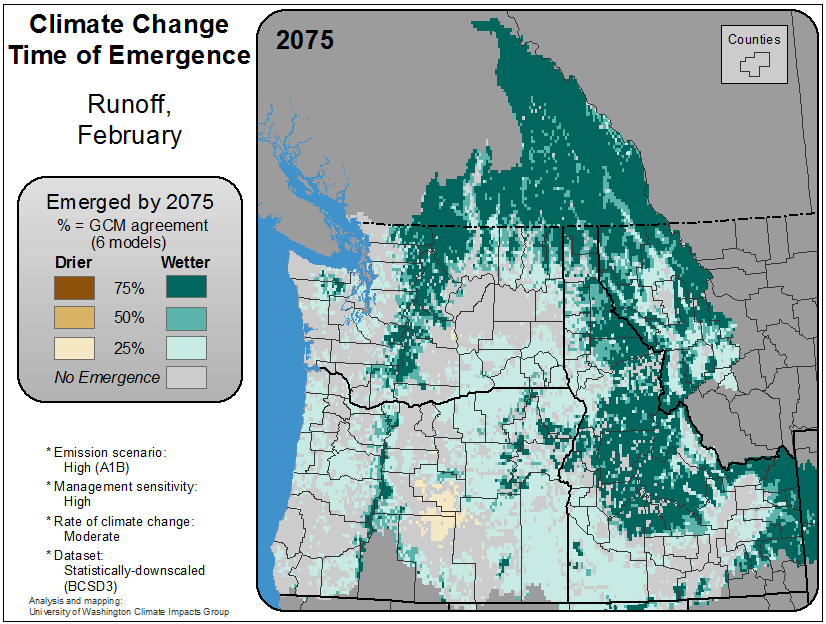 Climate Change
Time of Emergence
Runoff,
February
Emerged by 2075
% = GCM agreement
(6 models)
Drier
Wetter
75%
50%
25%
No Emergence
* Emission scenario:
High (A1B)
* Management sensitivity:
High
* Rate of climate change:
Moderate
* Dataset:
Statistically-downscaled
(BCSD3)
Analysis and mapping:
University of Washington Climate Impacts Group
2075
Counties